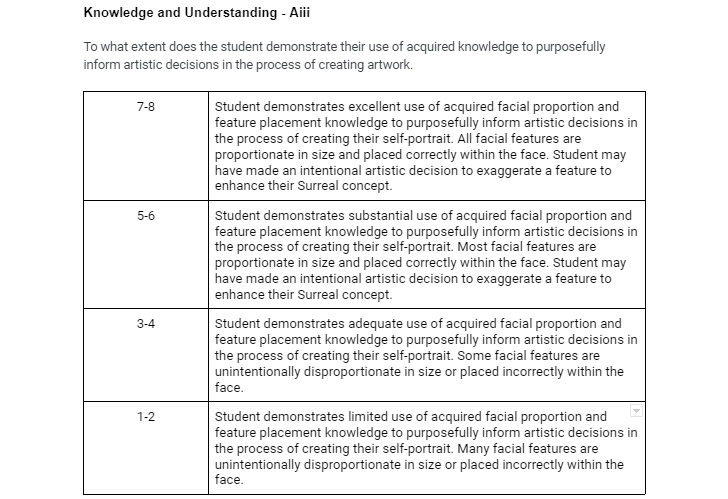 Knowledge and Understanding - Aiii
To what extent does the student demonstrate their use of acquired knowledge to purposefully
inform artistic decisions in the process of creating artwork.
7-8
Student demonstrates excellent use of acquired facial proportion and
feature placement knowledge to purposefully inform artistic decisions in
the process of creating their self-portrait. All facial features are
proportionate in size and placed correctly within the face. Student may
have made an intentional artistic decision to exaggerate a feature to
enhance their Surreal concept.
5-6
Student demonstrates substantial use of acquired facial proportion and
feature placement knowledge to purposefully inform artistic decisions in
the process of creating their self-portrait. Most facial features are
proportionate in size and placed correctly within the face. Student may
have made an intentional artistic decision to exaggerate a feature to
enhance their Surreal concept.
3-4
Student demonstrates adequate use of acquired facial proportion and
feature placement knowledge to purposefully inform artistic decisions in
the process of creating their self-portrait. Some facial features are
unintentionally disproportionate in size or placed incorrectly within the
face.
1-2
Student demonstrates limited use of acquired facial proportion and
feature placement knowledge to purposefully inform artistic decisions in
the process of creating their self-portrait. Many facial features are
unintentionally disproportionate in size or placed incorrectly within the
face.